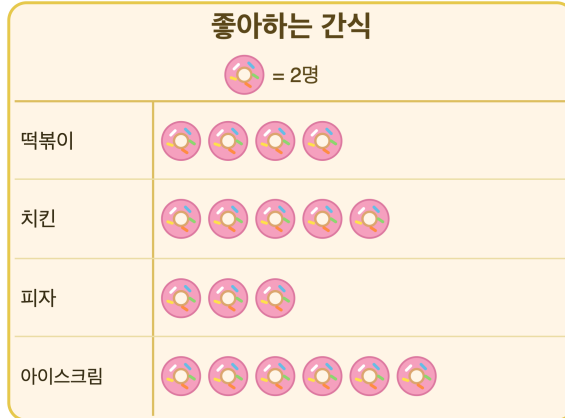 좋아하는 간식
= 2명
떡볶이
치킨
피자
아이스크림